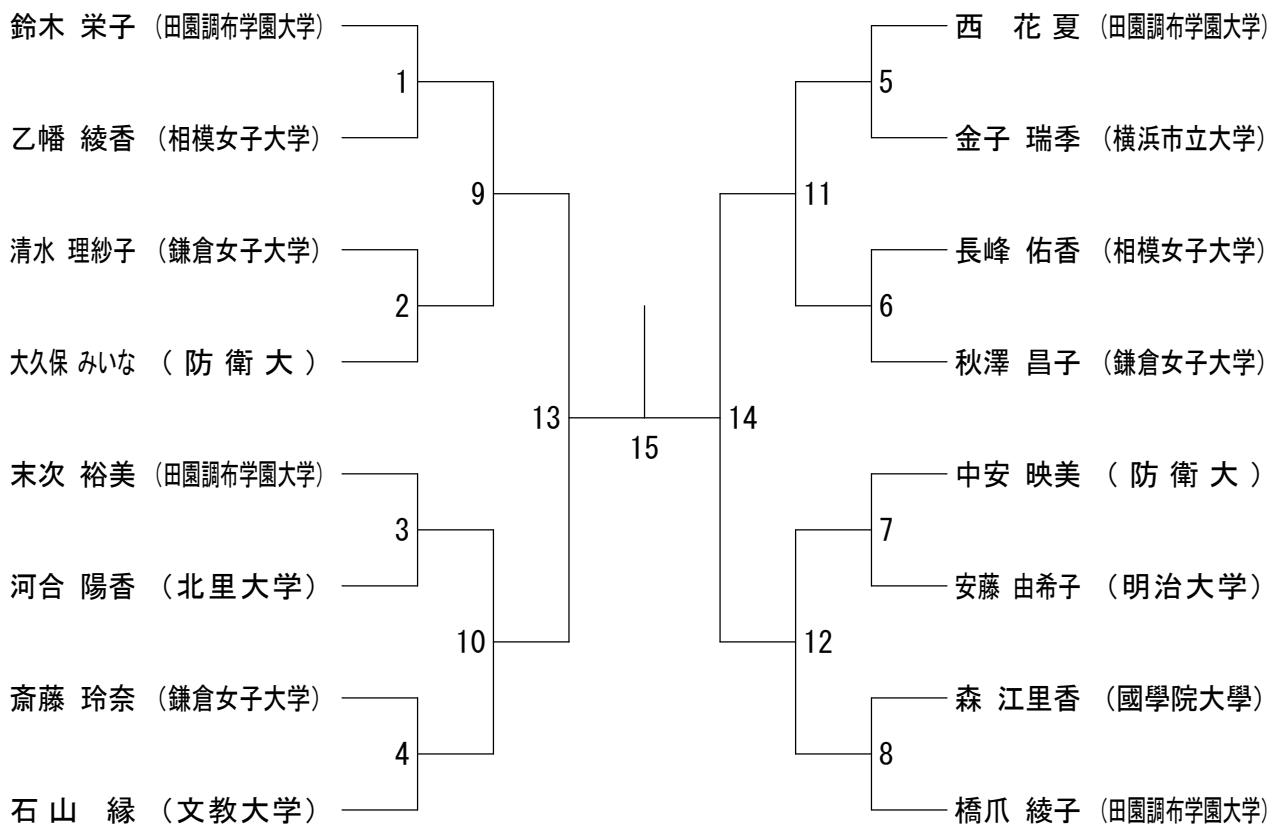 鈴木 栄子 (田園調布学園大学)
1
乙幡 綾香 (相模女子大学)
9
清水 理紗子 (鎌倉女子大学)
2
大久保 みいな ( 防 衛 大 )
13
末次 裕美 (田園調布学園大学)
3
河合 陽香 (北里大学)
10
斎藤 玲奈 (鎌倉女子大学)
4
石 山 縁 (文教大学)
15
西 花 夏 (田園調布学園大学)
5
金子 瑞季 (横浜市立大学)
11
長峰 佑香 (相模女子大学)
6
秋澤 昌子 (鎌倉女子大学)
14
中安 映美 ( 防 衛 大 )
7
安藤 由希子 (明治大学)
12
森 江里香 (國學院大學)
8
橋爪 綾子 (田園調布学園大学)